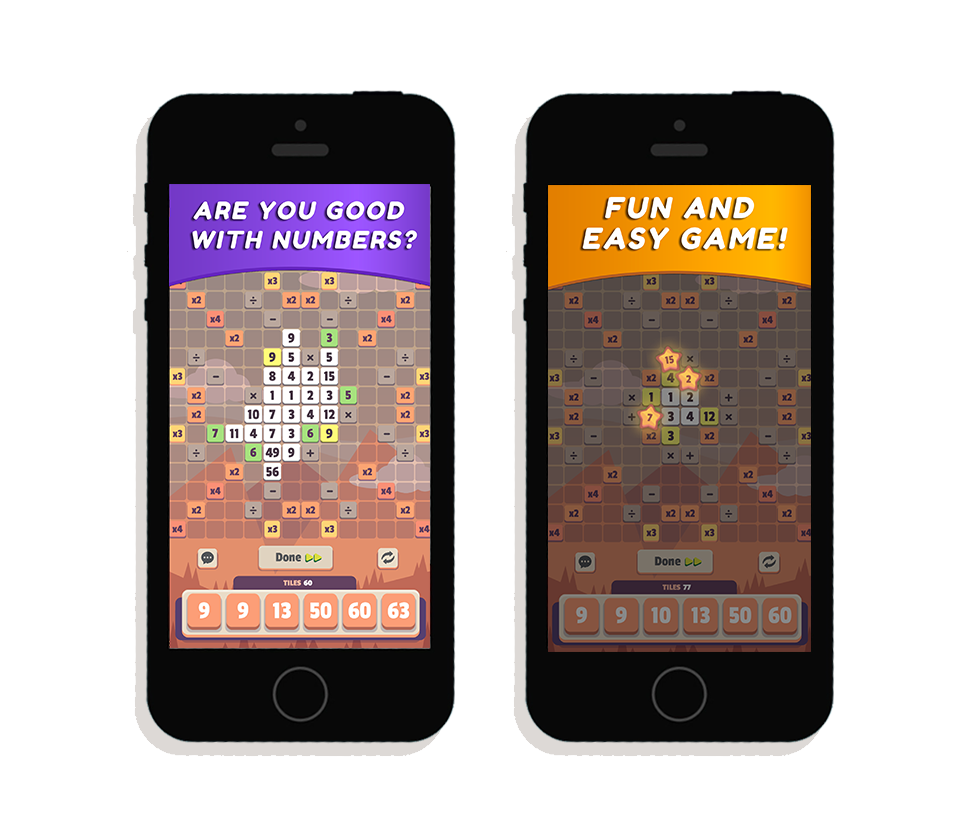 ARE YOU GOOD
WITH NUMBERS?
x3 x3
x2 ÷ x2 x2 ÷ x2
x4 − − x4
x2 9 3 x2
÷ 9 5 × 5 ÷
x3 − 8 4 2 15 − x3
x2 × 1 1 2 3 5 x2
x2 10 7 3 4 12 × x2
x3 7 11 4 7 3 6 9 − x3
÷ 6 49 9 + ÷
x2 56 x2
x4 − − x4
x2 ÷ x2 x2 ÷ x2
x4 x3 x3 x4
Done
TILES 60
9 9 13 50 60 63
FUN AND
EASY GAME!
x3 x3
x2 ÷ x2 x2 ÷ x2
x4 − − x4
x2 x2
÷ 15 × ÷
x3 − x2 4 2 x2 − x3
x2 × 1 1 2 + x2
x2 + 7 3 4 12 × x2
x3 − x2 3 x2 − x3
÷ × + ÷
x2 x2
x4 − − x4
x2 ÷ x2 x2 ÷ x2
x4 x3 x3 x4
Done
TILES 77
9 9 10 13 50 60